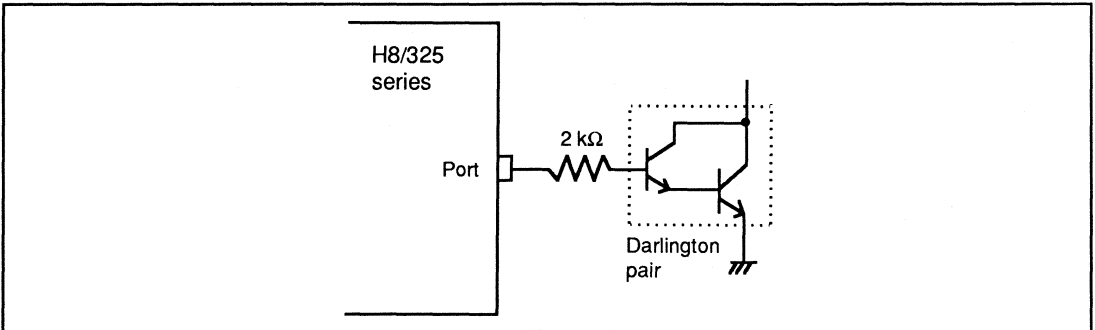 H8/325
series
2 kΩ
Port
Darlington
pair